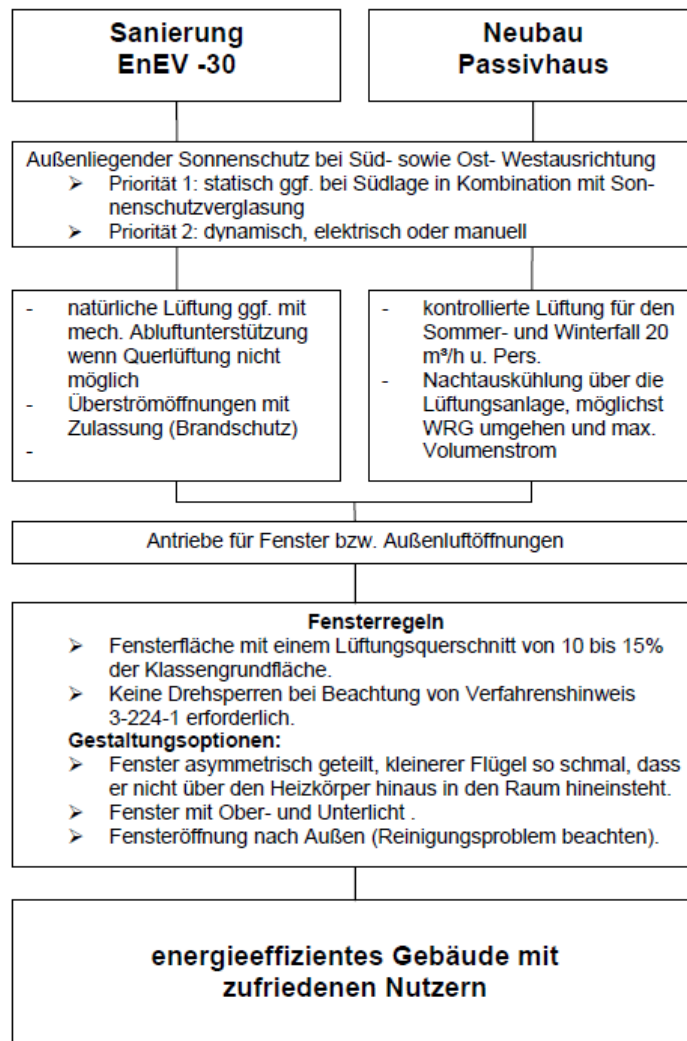 Sanierung
EnEV -30
Neubau
Passivhaus
Außenliegender Sonnenschutz bei Süd- sowie Ost- Westausrichtung
➢ Priorität 1: statisch ggf. bei Südlage in Kombination mit Son-
nenschutzverglasung
➢ Priorität 2: dynamisch, elektrisch oder manuell
- natürliche Lüftung ggf. mit
mech. Abluftunterstützung
wenn Querlüftung nicht
möglich
- Überströmöffnungen mit
Zulassung (Brandschutz)
-
- kontrollierte Lüftung für den
Sommer- und Winterfall 20
m³/h u. Pers.
- Nachtauskühlung über die
Lüftungsanlage, möglichst
WRG umgehen und max.
Volumenstrom
Antriebe für Fenster bzw. Außenluftöffnungen
Fensterregeln
➢ Fensterfläche mit einem Lüftungsquerschnitt von 10 bis 15%
der Klassengrundfläche.
➢ Keine Drehsperren bei Beachtung von Verfahrenshinweis
3-224-1 erforderlich.
Gestaltungsoptionen:
➢ Fenster asymmetrisch geteilt, kleinerer Flügel so schmal, dass
er nicht über den Heizkörper hinaus in den Raum hineinsteht.
➢ Fenster mit Ober- und Unterlicht .
➢ Fensteröffnung nach Außen (Reinigungsproblem beachten).
energieeffizientes Gebäude mit
zufriedenen Nutzern